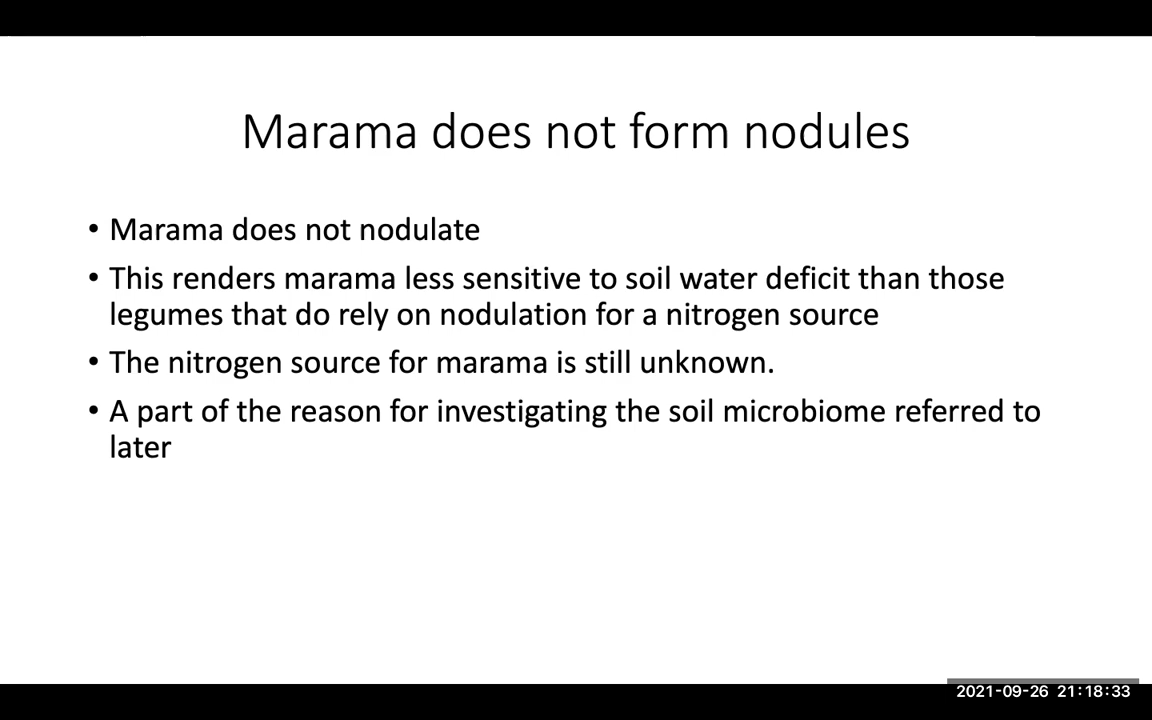 Marama does not form nodules
• Marama does not nodulate
• This renders marama less sensitive to soil water deficit than those
legumes that do rely on nodulation for a nitrogen source
• The nitrogen source for marama is still unknown.
• A part of the reason for investigating the soil microbiome referred to
later
2021-09-26 21:18:33